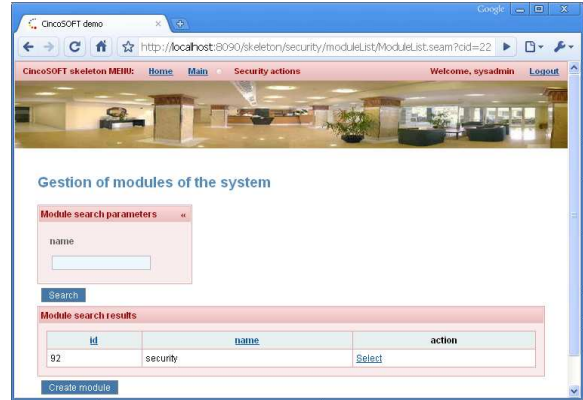 Google
CincoSOFT demo
http://localhost:8090/skeleton/security/moduleList/ModuleList.seam?cid=22
CincoSOFT skeleton MENU: Home Main Security actions Welcome, sysadmin Logout
Gestion of modules of the system
Module search parameters «
name
Search
Module search results
id name action
92 security Select
Create module